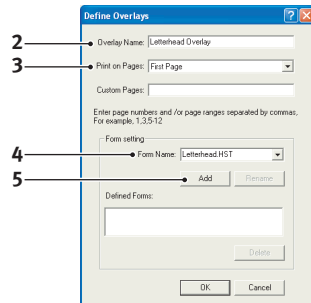 Define Overlays
2 Overlay Name: Letterhead Overlay
3 Print on Pages: First Page
Custom Pages:
Enter page numbers and /or page ranges separated by commas,
For example, 1,3,5-12
Form setting
4 Form Name: Letterhead.HST
5 Add Rename
Defined Forms:
Delete
OK Cancel